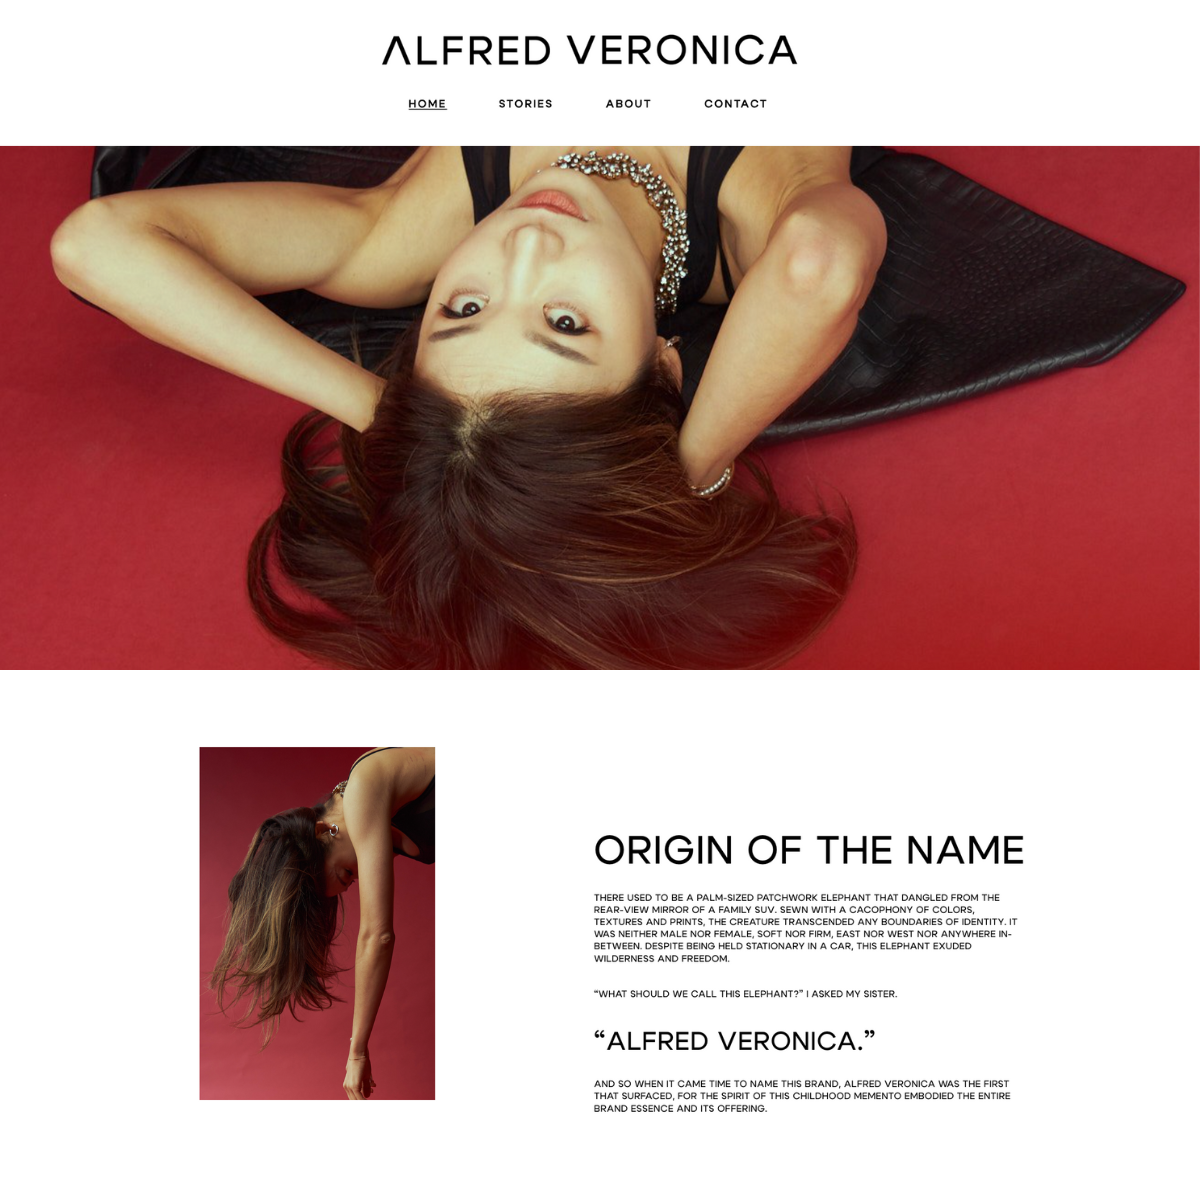 ALFRED VERONICA
HOME STORIES ABOUT CONTACT
ORIGIN OF THE NAME
THERE USED TO BE A PALM-SIZED PATCHWORK ELEPHANT THAT DANGLED FROM THE
REAR-VIEW MIRROR OF A FAMILY SUV. SEWN WITH A CACOPHONY OF COLORS,
TEXTURES AND PRINTS, THE CREATURE TRANSCENDED ANY BOUNDARIES OF IDENTITY. IT
WAS NEITHER MALE NOR FEMALE, SOFT NOR FIRM, EAST NOR WEST NOR ANYWHERE IN-
BETWEEN. DESPITE BEING HELD STATIONARY IN A CAR, THIS ELEPHANT EXUDED
WILDERNESS AND FREEDOM.
“WHAT SHOULD WE CALL THIS ELEPHANT?” I ASKED MY SISTER.
“ALFRED VERONICA.”
AND SO WHEN IT CAME TIME TO NAME THIS BRAND, ALFRED VERONICA WAS THE FIRST
THAT SURFACED, FOR THE SPIRIT OF THIS CHILDHOOD MEMENTO EMBODIED THE ENTIRE
BRAND ESSENCE AND ITS OFFERING.